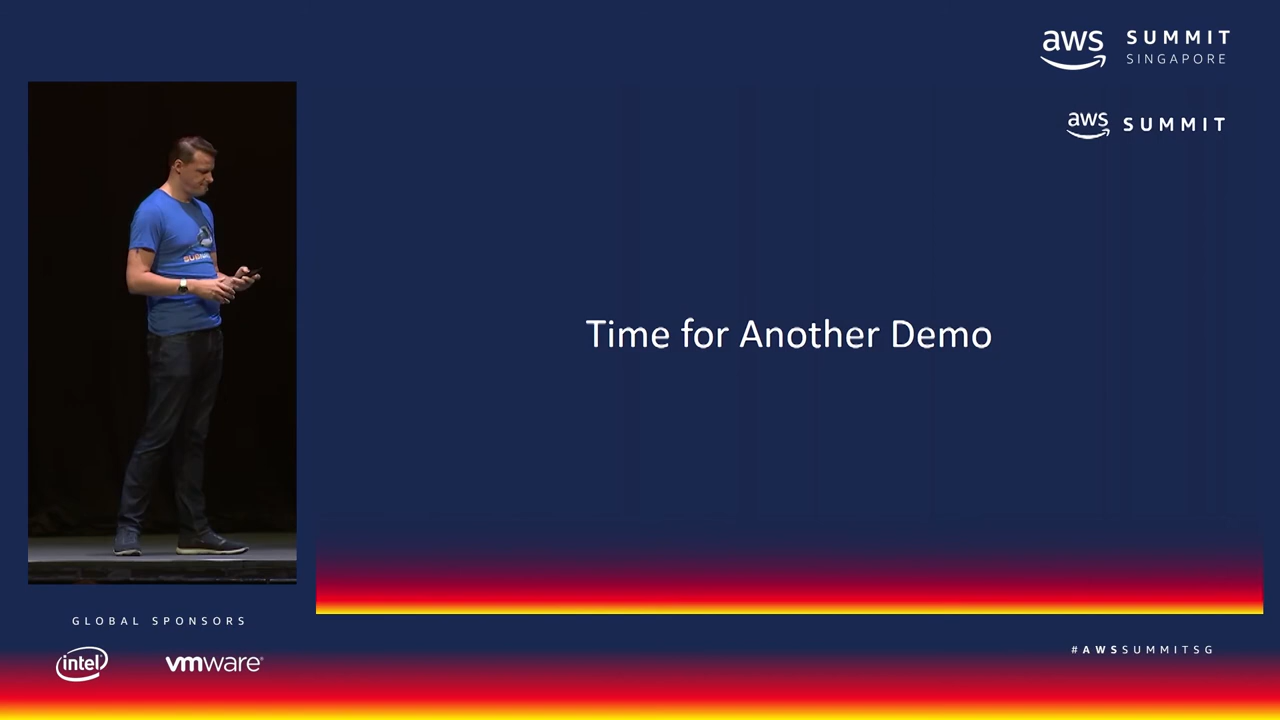 aws SUMMIT
SINGAPORE
aws SUMMIT
Time for Another Demo
GLOBAL SPONSORS
intel
vmware®
#AWSSUMMITSG